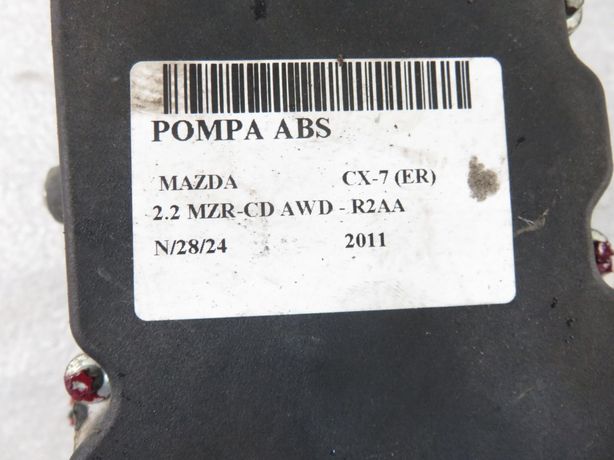 POMPA ABS
MAZDA CX-7 (ER)
2.2 MZR-CD AWD - R2AA
N/28/24 2011